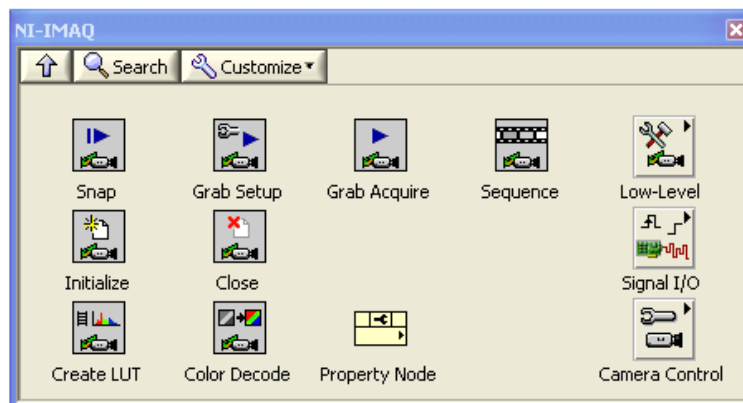 NI-IMAQ
Search Customize
Snap Grab Setup Grab Acquire Sequence Low-Level
Initialize Close Signal I/O
Create LUT Color Decode Property Node Camera Control